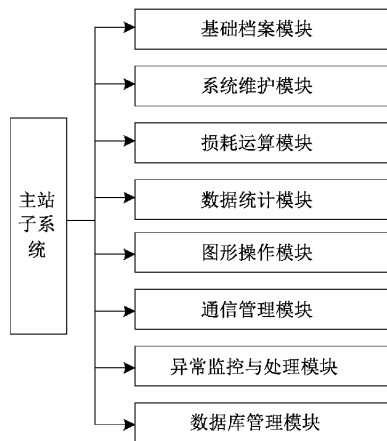 主站
子系
统
基础档案模块
系统维护模块
损耗运算模块
数据统计模块
图形操作模块
通信管理模块
异常监控与处理模块
数据库管理模块